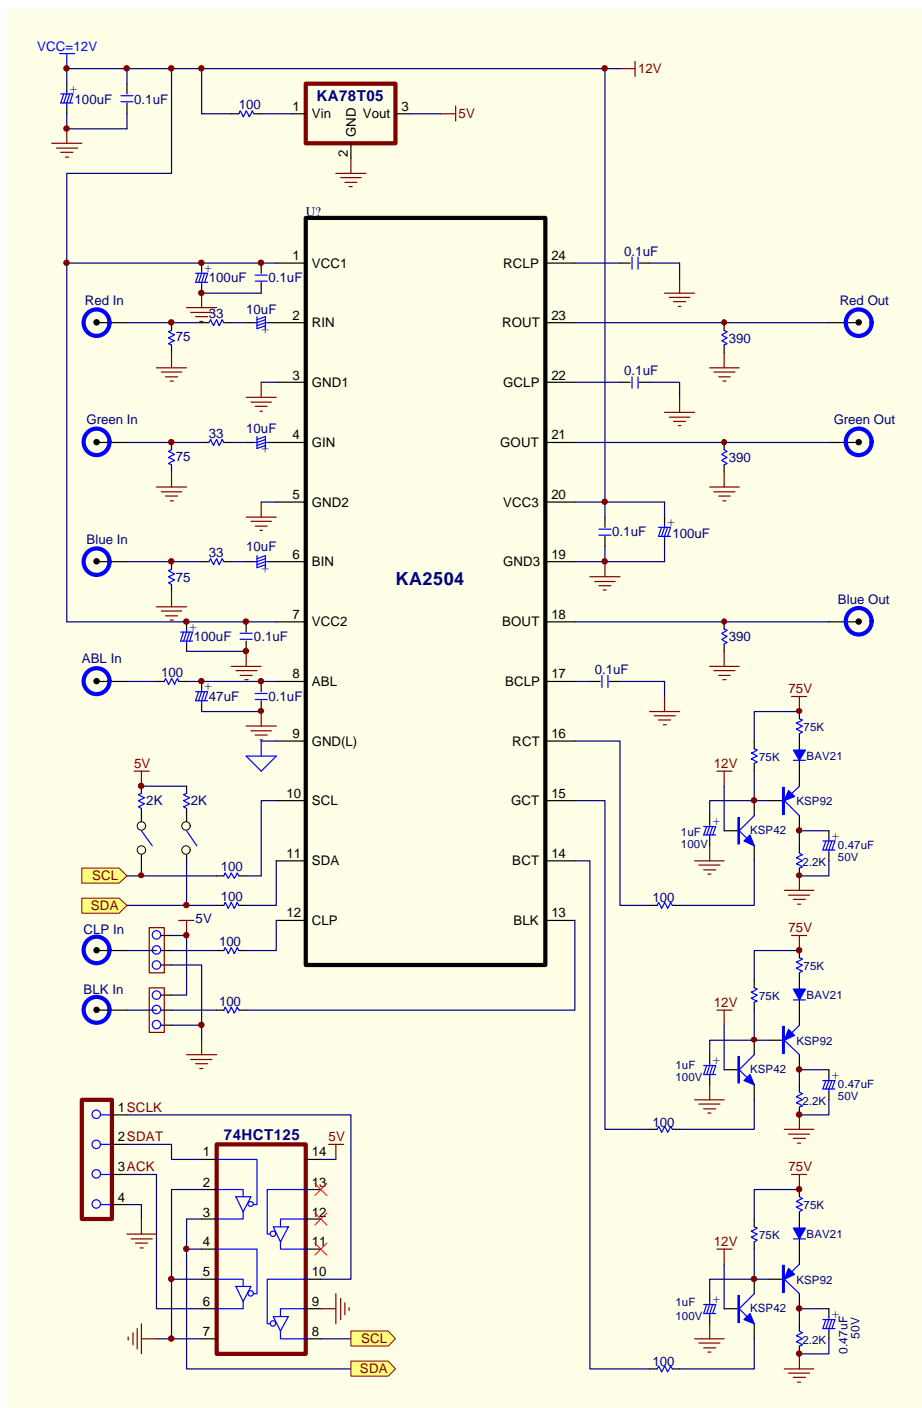 VCC=12V
12V
100uF
0.1uF
100
KA78T05
1
Vin
Vout
3
GND
2
5V
U?
KA2504
1 VCC1
2 RIN
3 GND1
4 GIN
5 GND2
6 BIN
7 VCC2
8 ABL
9 GND(L)
10 SCL
11 SDA
12 CLP
RCLP 24
ROUT 23
GCLP 22
GOUT 21
VCC3 20
GND3 19
BOUT 18
BCLP 17
RCT 16
GCT 15
BCT 14
BLK 13
100uF
0.1uF
Red In
33
10uF
75
Green In
33
10uF
75
Blue In
33
10uF
75
100uF
0.1uF
ABL In
100
47uF
0.1uF
5V
2K
2K
SCL
100
SDA
100
5V
CLP In
100
BLK In
100
0.1uF
Red Out
390
0.1uF
Green Out
390
0.1uF
100uF
Blue Out
390
0.1uF
75V
75K
75K
BAV21
12V
KSP92
1uF
100V
KSP42
0.47uF
50V
2.2K
100
75V
75K
75K
BAV21
12V
KSP92
1uF
100V
KSP42
0.47uF
50V
2.2K
100
75V
75K
75K
BAV21
12V
KSP92
1uF
100V
KSP42
0.47uF
50V
2.2K
100
1 SCLK
2 SDAT
3 ACK
4
74HCT125
5V
1
2
3
4
5
6
7
14
13
12
11
10
9
8
SCL
SDA